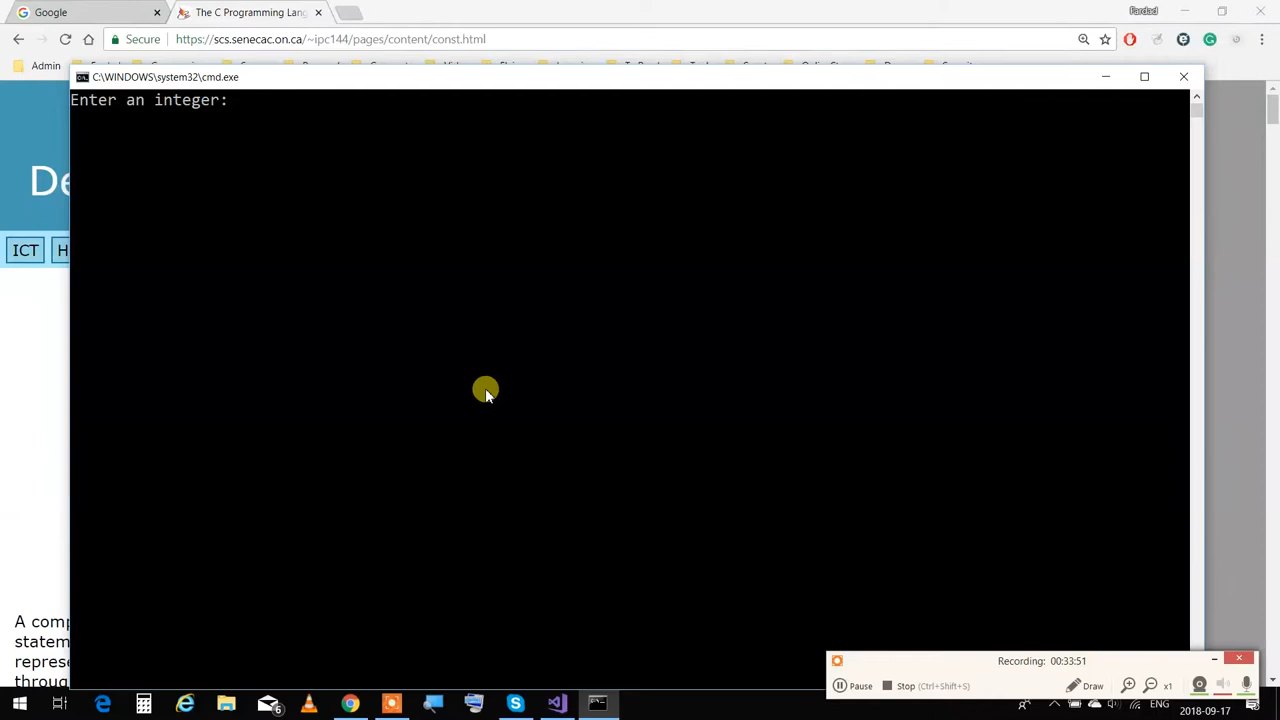 Google
The C Programming Lang
Pardad
Secure
https://scs.senecac.on.ca/~ipc144/pages/content/const.html
Admin
C:\WINDOWS\system32\cmd.exe
Enter an integer:
De
ICT
H
A comp
statem
represe
throug
Recording: 00:33:51
Pause
Stop (Ctrl+Shift+S)
Draw
x1
6
ENG
2018-09-17